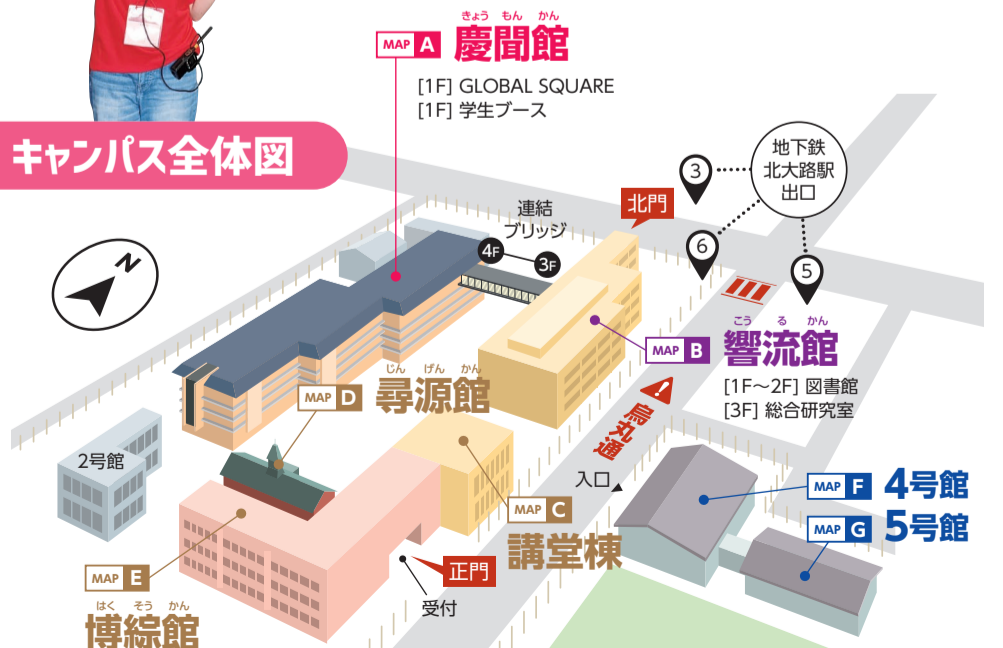 きょう もん かん
MAP A 慶聞館
[1F] GLOBAL SQUARE
[1F] 学生ブース
キャンパス全体図
地下鉄
北大路駅
出口
3
6
5
北門
連結
ブリッジ
4F
3F
N
こう る かん
MAP B 響流館
[1F～2F] 図書館
[3F] 総合研究室
じん げん かん
MAP D 尋源館
!
烏丸通
2号館
入口
MAP F 4号館
MAP G 5号館
MAP C
講堂棟
正門
受付
MAP E
はく そう かん
博綜館